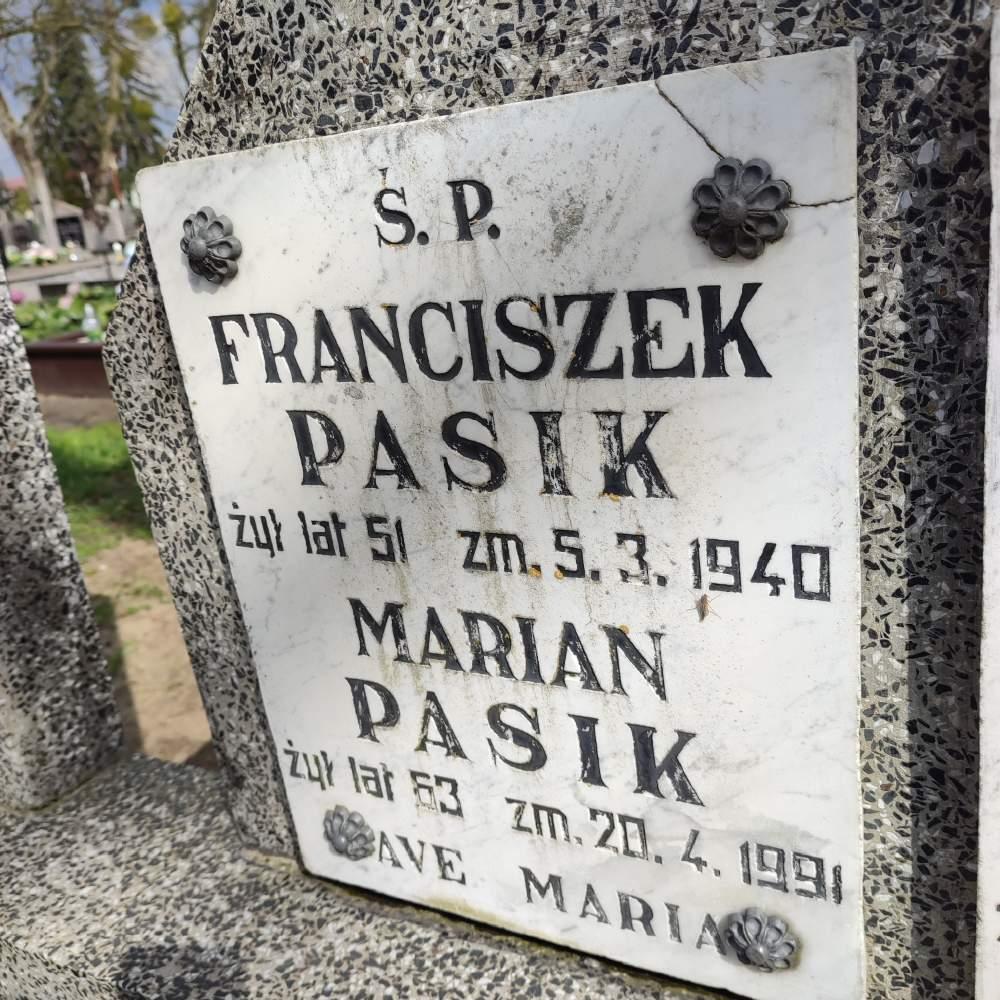 Ś. P.
FRANCISZEK
PASIK
żył lat 51 zm. 5. 3. 1940
MARIAN
PASIK
żył lat 63 zm. 20. 4. 1991
AVE MARIA